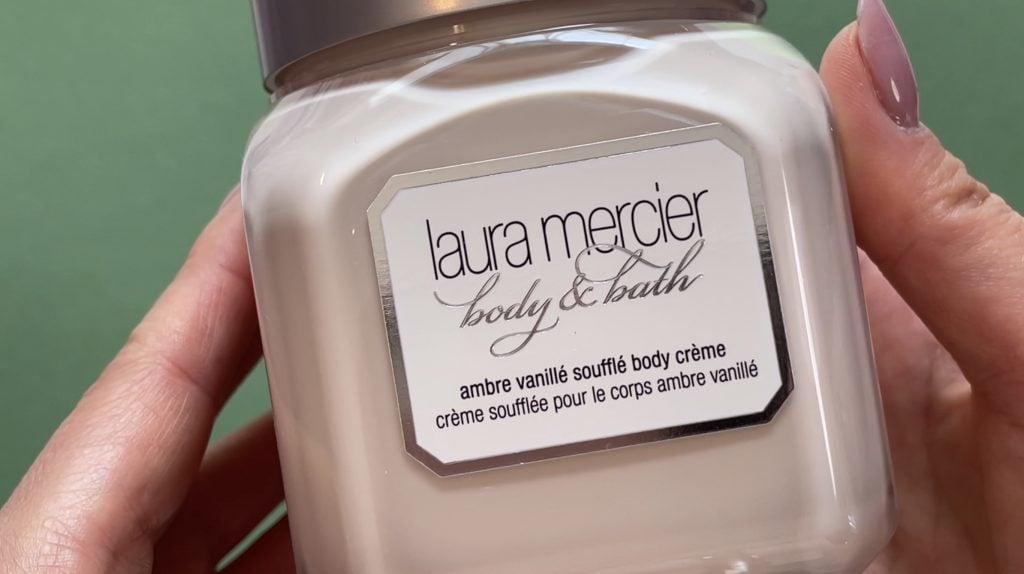 laura mercier
body & bath
ambre vanillé soufflé body crème
crème soufflée pour le corps ambre vanillé